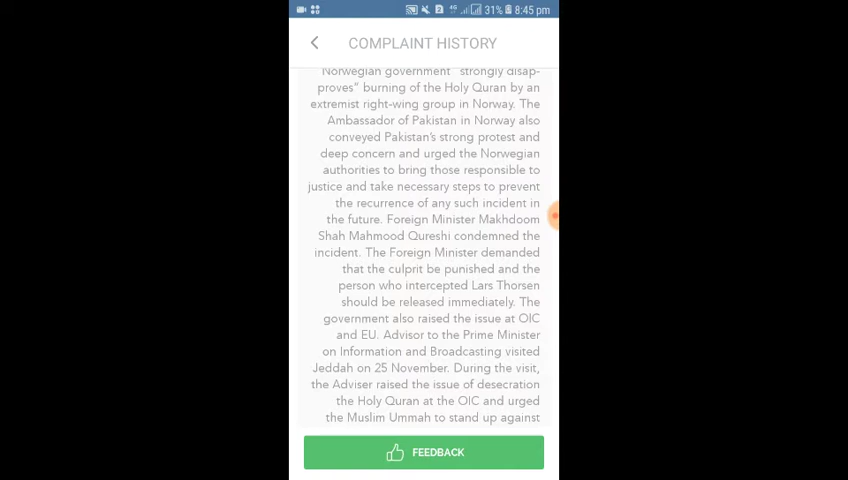 4G 31% 8:45 pm
COMPLAINT HISTORY
Norwegian government "strongly disap-
proves" burning of the Holy Quran by an
extremist right-wing group in Norway. The
Ambassador of Pakistan in Norway also
conveyed Pakistan's strong protest and
deep concern and urged the Norwegian
authorities to bring those responsible to
justice and take necessary steps to prevent
the recurrence of any such incident in
the future. Foreign Minister Makhdoom
Shah Mahmood Qureshi condemned the
incident. The Foreign Minister demanded
that the culprit be punished and the
person who intercepted Lars Thorsen
should be released immediately. The
government also raised the issue at OIC
and EU. Advisor to the Prime Minister
on Information and Broadcasting visited
Jeddah on 25 November. During the visit,
the Adviser raised the issue of desecration
the Holy Quran at the OIC and urged
the Muslim Ummah to stand up against
FEEDBACK